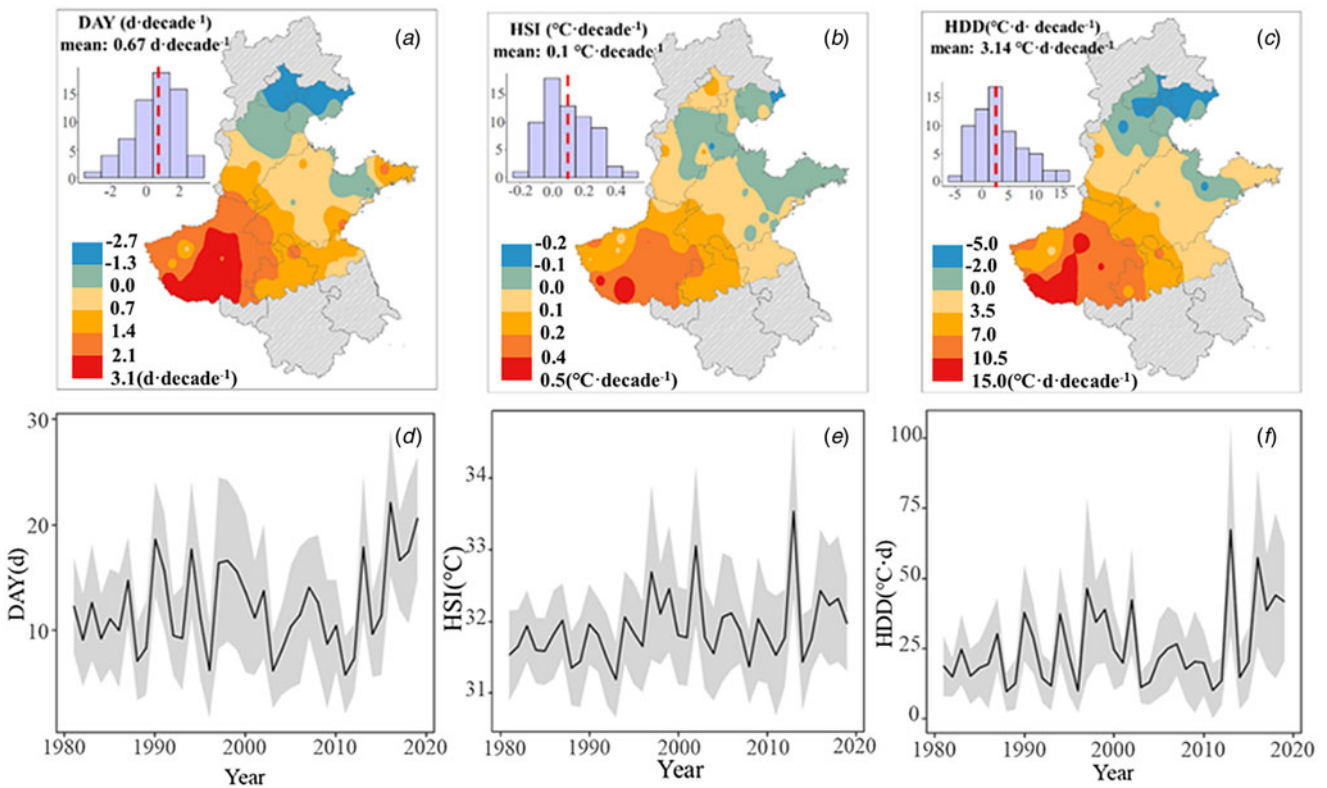 DAY (d·decade⁻¹)
mean: 0.67 d·decade⁻¹
(a)
15
10
5
0
-2 0 2
-2.7
-1.3
0.0
0.7
1.4
2.1
3.1(d·decade⁻¹)
HSI (°C·decade⁻¹)
mean: 0.1 °C·decade⁻¹
(b)
15
10
5
0
-0.2 0.0 0.2 0.4
-0.2
-0.1
0.0
0.1
0.2
0.4
0.5(°C·decade⁻¹)
HDD(°C·d· decade⁻¹)
mean: 3.14 °C·d·decade⁻¹
(c)
15
10
5
0
-5 0 5 10 15
-5.0
-2.0
0.0
3.5
7.0
10.5
15.0(°C·d·decade⁻¹)
30
20
10
DAY(d)
(d)
1980 1990 2000 2010 2020
Year
34
33
32
31
HSI(°C)
(e)
1980 1990 2000 2010 2020
Year
100
75
50
25
0
HDD(°C·d)
(f)
1980 1990 2000 2010 2020
Year